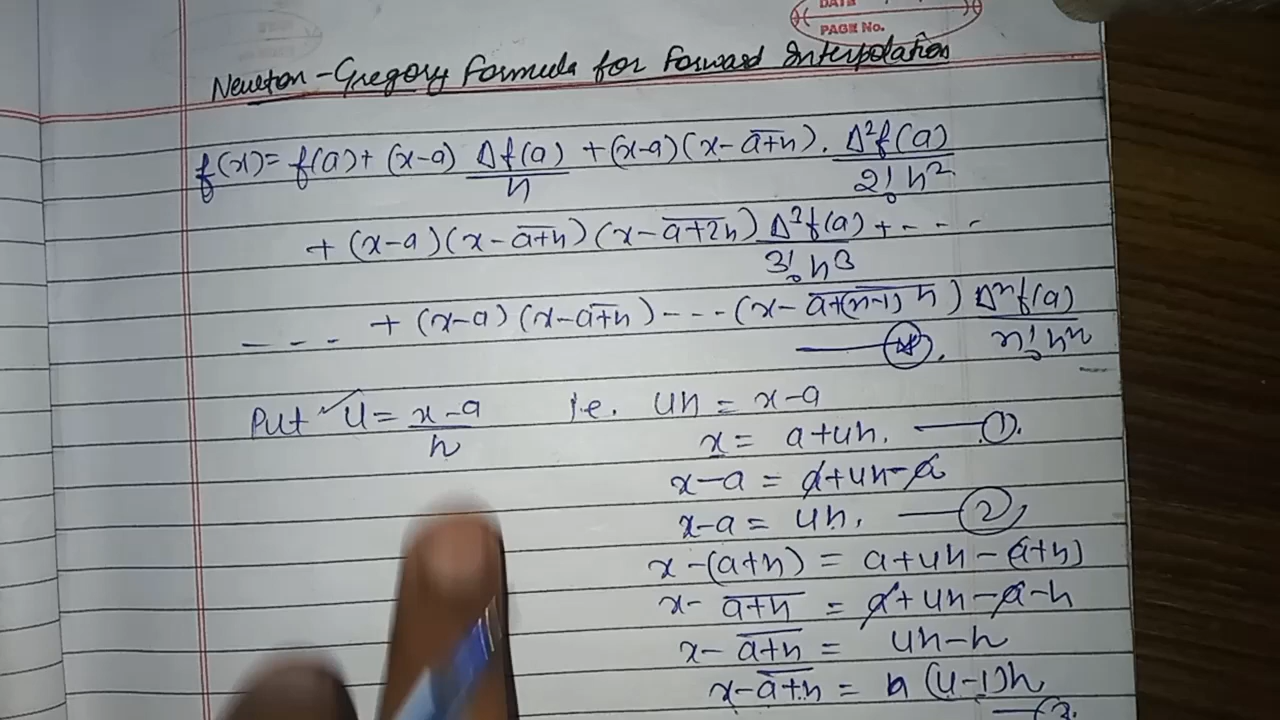 DATE
PAGE No.
Newton-Gregory Formula for Forward Interpolation
f(x)= f(a)+ (x-a) Δf(a)/h +(x-a)(x-a+h). Δ²f(a)/2! h²
+ (x-a)(x-a+h)(x-a+2h) Δ³f(a)/3! h³ + - - -
- - - + (x-a)(x-a+h)- - -(x-a+(n-1)h) Δⁿf(a)/n! hⁿ
(*).
Put ✓ u = x-a/h i.e. uh = x-a
x = a+uh. —(1).
x-a = a+uh-a
x-a = uh. —(2)
x-(a+h) = a+uh-(a+h)
x-a+h = a+uh-a-h
x-a+h = uh-h
x-a+h = (u-1)h
—(3.